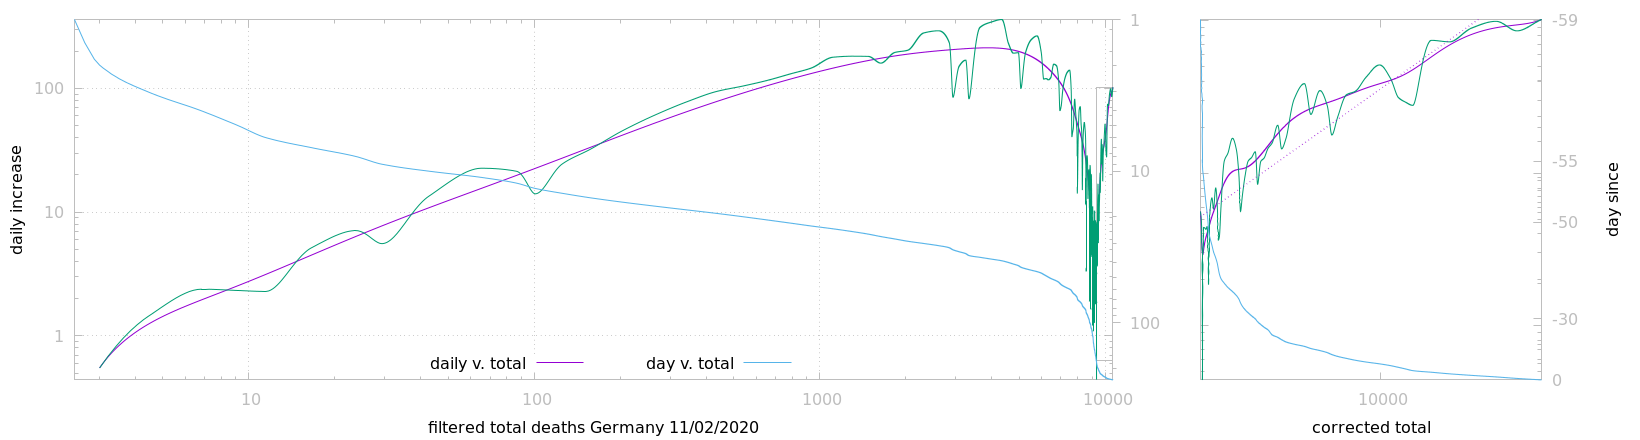 100
10
1
daily increase
daily v. total
day v. total
10
100
1000
10000
filtered total deaths Germany 11/02/2020
1
10
100
-59
-55
-50
-30
0
day since
10000
corrected total